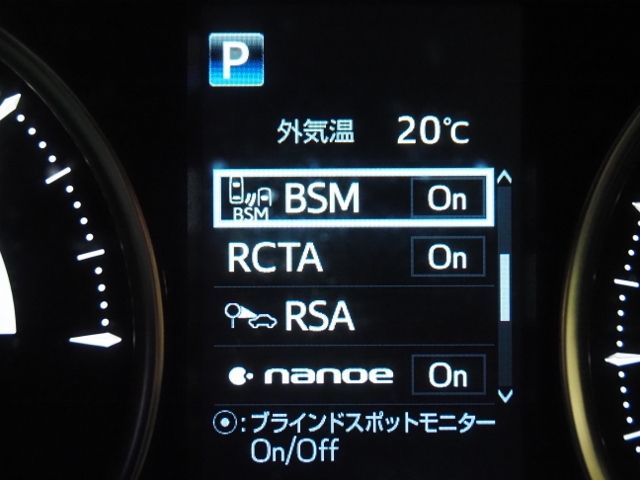 P
外気温 20℃
BSM BSM On
RCTA On
RSA
nanoe On
⦿:ブラインドスポットモニター
On/Off